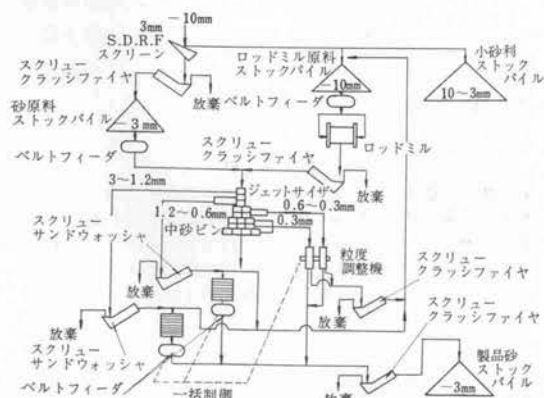 -10mm
3mm
S.D.R.F
スクリーン
スクリュー
クラッシファイヤ
放棄
砂原料
ストックパイル
-3mm
ベルトフィーダ
ロッドミル原料
ストックパイル
-10mm
ベルトフィーダ
小砂利
ストック
パイル
10~3mm
スクリュー
クラッシファイヤ
ロッドミル
放棄
3~1.2mm
ジェットサイザ
0.6~0.3mm
1.2~0.6mm
0.3mm
中砂ビン
スクリュー
サンドウォッシャ
粒度
調整機
スクリュー
クラッシファイヤ
放棄
放棄
スクリュー
クラッシファイヤ
放棄
スクリュー
サンドウォッシャ
ベルトフィーダ
一括制御
放棄
製品砂
ストック
パイル
-3mm